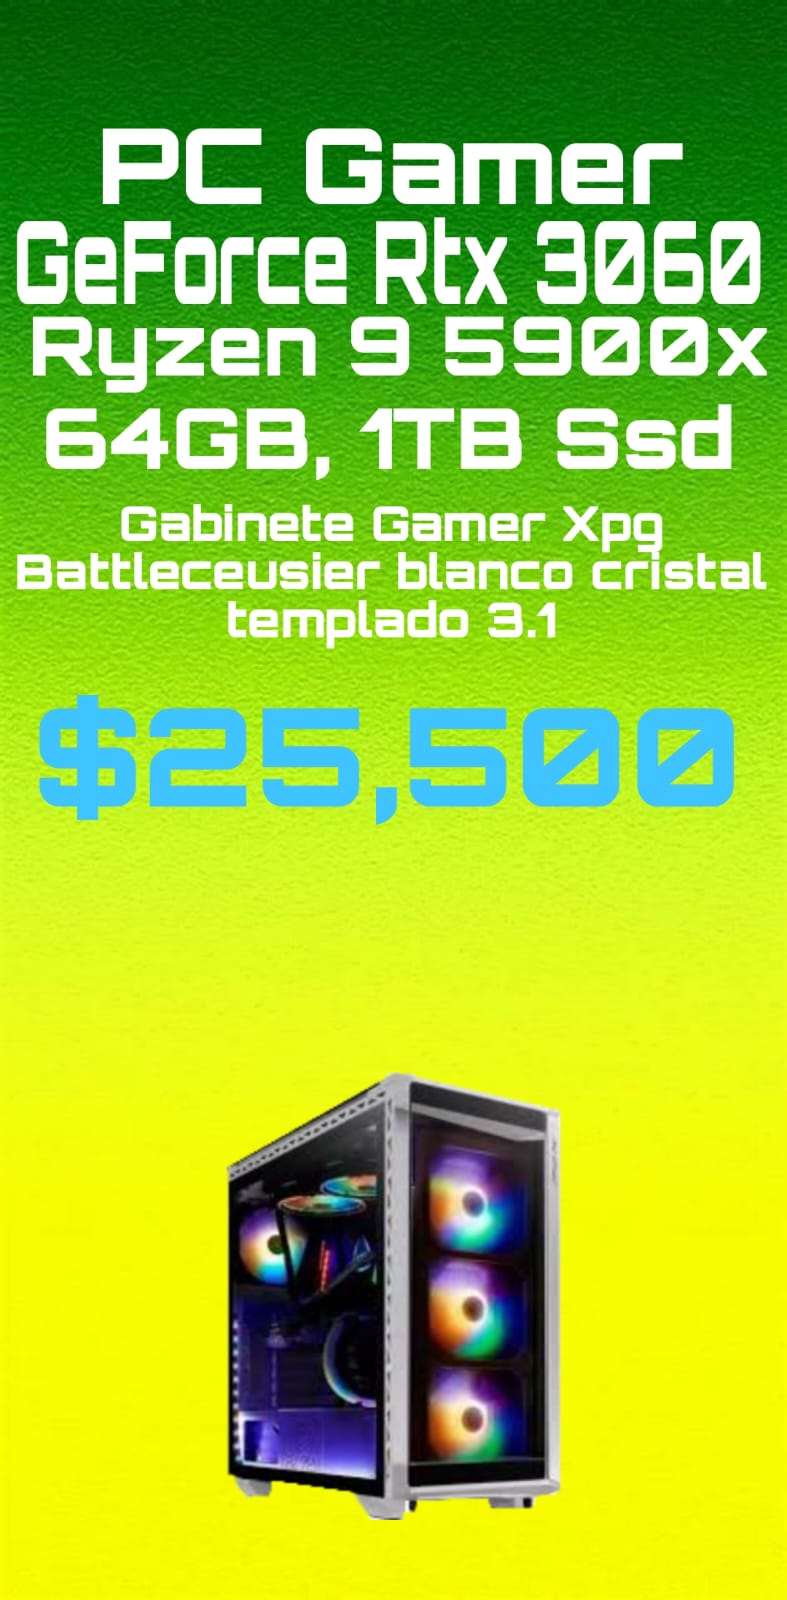 PC Gamer
GeForce Rtx 3060
Ryzen 9 5900x
64GB, 1TB Ssd
Gabinete Gamer Xpg
Battleceusier blanco cristal
templado 3.1
$25,500